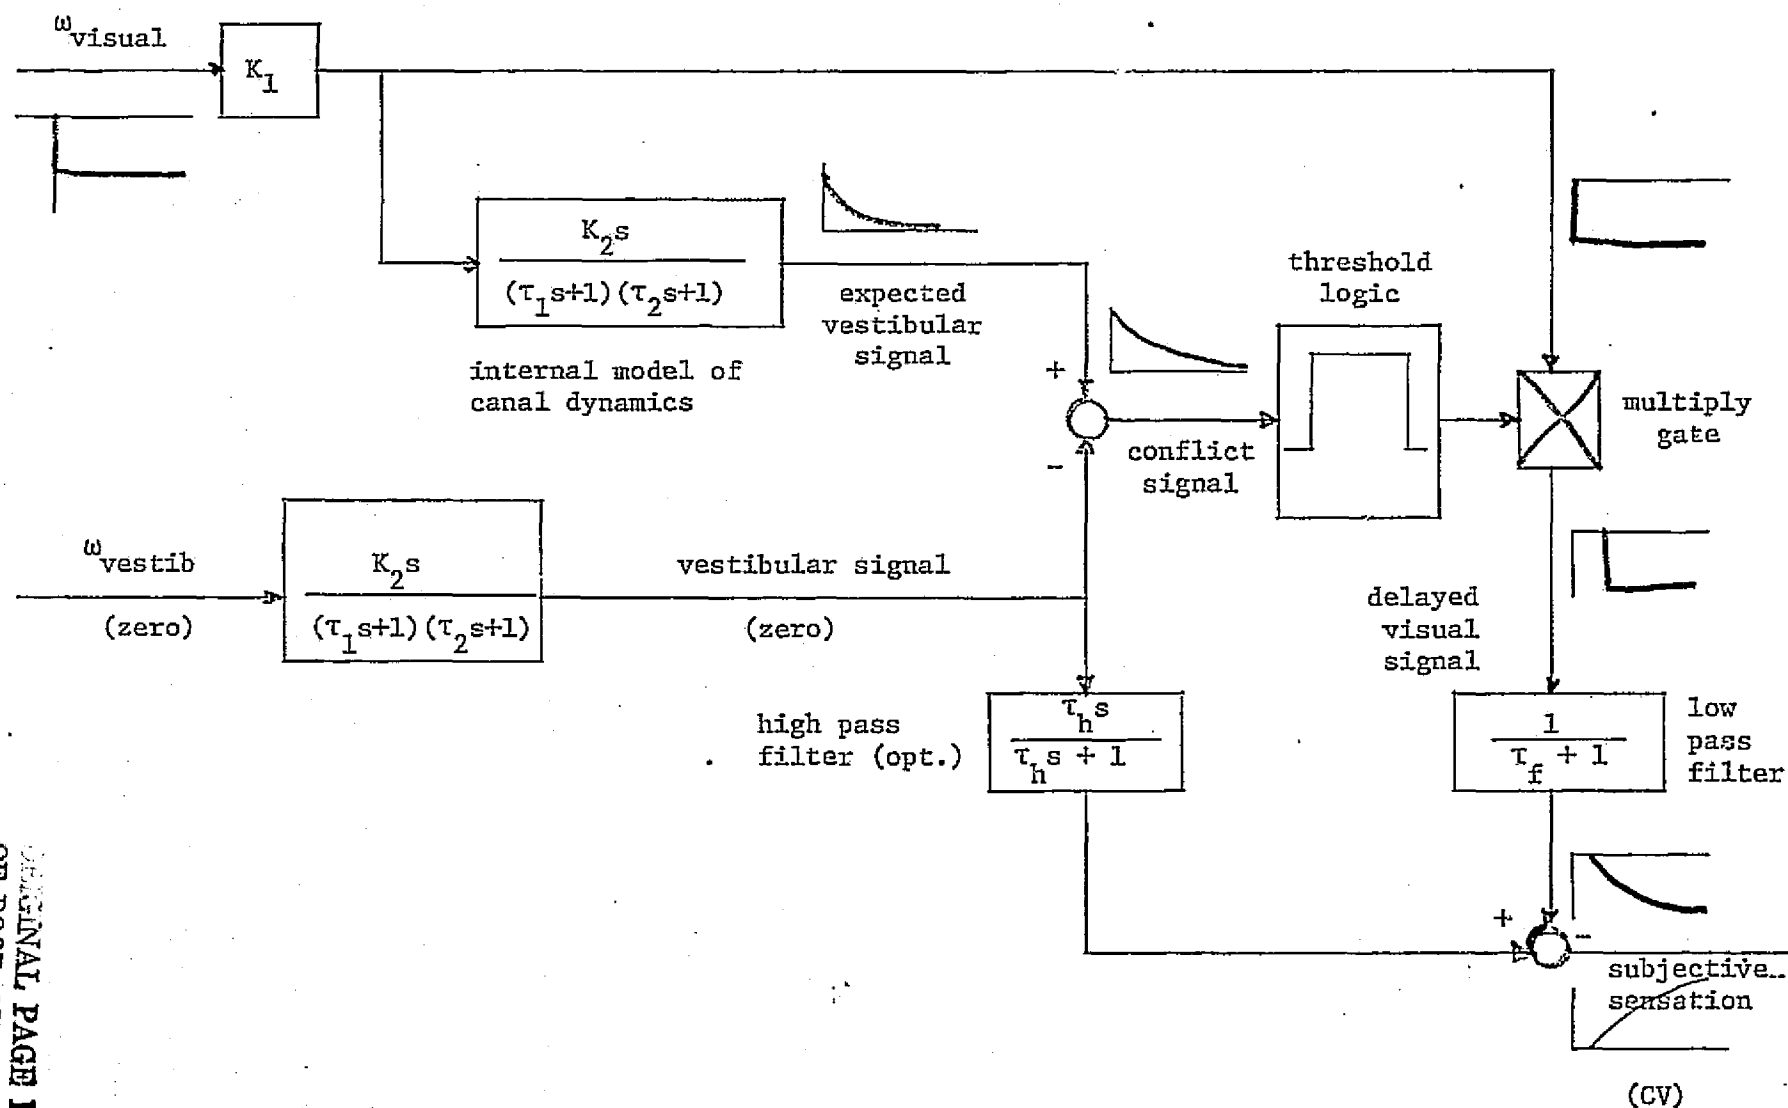 ωvisual
K1
K2s
(τ1s+1)(τ2s+1)
expected
vestibular
signal
internal model of
canal dynamics
threshold
logic
+
-
conflict
signal
multiply
gate
ωvestib
(zero)
K2s
(τ1s+1)(τ2s+1)
vestibular signal
(zero)
delayed
visual
signal
high pass
filter (opt.)
τhs
τhs + 1
1
τf + 1
low
pass
filter
+
-
subjective
sensation
(CV)
PAGE